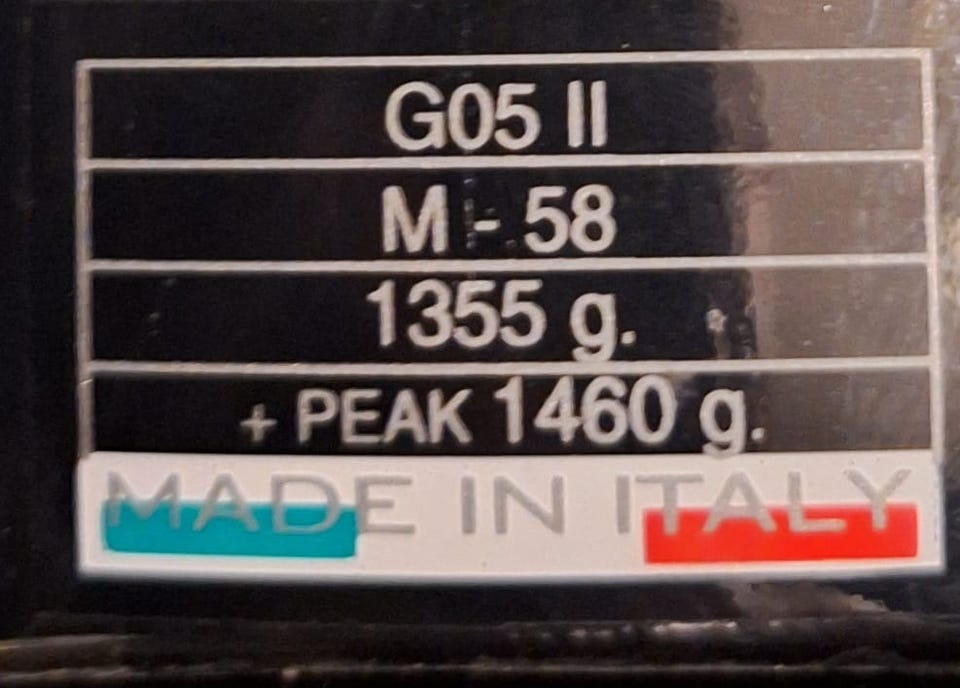 G05 II
M - 58
1355 g.
+ PEAK 1460 g.
MADE IN ITALY